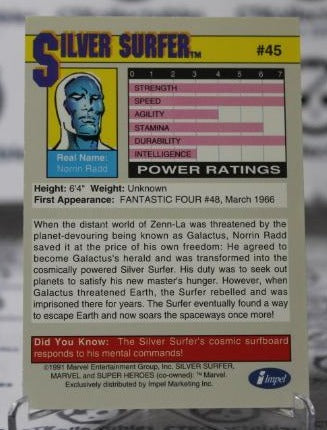 SILVER SURFER™
#45
0 1 2 3 4 5 6 7
STRENGTH
SPEED
AGILITY
STAMINA
DURABILITY
INTELLIGENCE
POWER RATINGS
Real Name:
Norrin Radd
Height: 6'4" Weight: Unknown
First Appearance: FANTASTIC FOUR #48, March 1966
When the distant world of Zenn-La was threatened by the
planet-devouring being known as Galactus, Norrin Radd
saved it at the price of his own freedom: He agreed to
become Galactus's herald and was transformed into the
cosmically powered Silver Surfer. His duty was to seek out
planets to satisfy his new master's hunger. However, when
Galactus threatened Earth, the Surfer rebelled and was
imprisoned there for years. The Surfer eventually found a way
to escape Earth and now soars the spaceways once more!
Did You Know: The Silver Surfer's cosmic surfboard
responds to his mental commands!
©1991 Marvel Entertainment Group, Inc. SILVER SURFER,
MARVEL and SUPER HEROES (co-owned): ™ Marvel.
Exclusively distributed by Impel Marketing Inc.
Impel